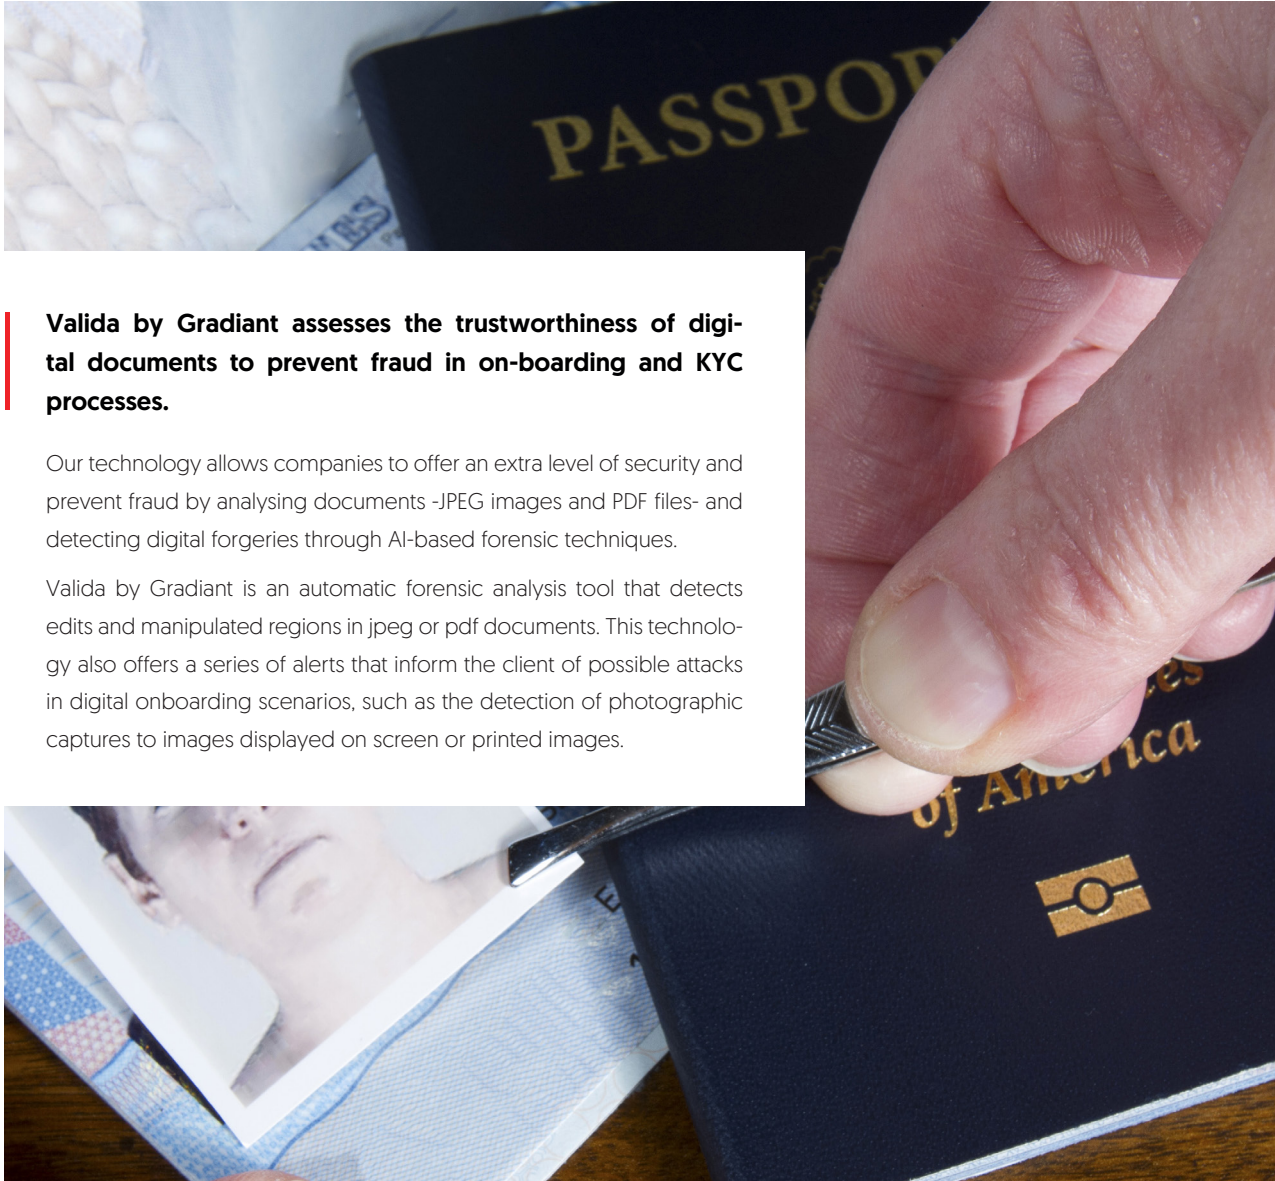 PASSPOR
Valida by Gradiant assesses the trustworthiness of digi-
tal documents to prevent fraud in on-boarding and KYC
processes.
Our technology allows companies to offer an extra level of security and
prevent fraud by analysing documents -JPEG images and PDF files- and
detecting digital forgeries through AI-based forensic techniques.
Valida by Gradiant is an automatic forensic analysis tool that detects
edits and manipulated regions in jpeg or pdf documents. This technolo-
gy also offers a series of alerts that inform the client of possible attacks
in digital onboarding scenarios, such as the detection of photographic
captures to images displayed on screen or printed images.
of America